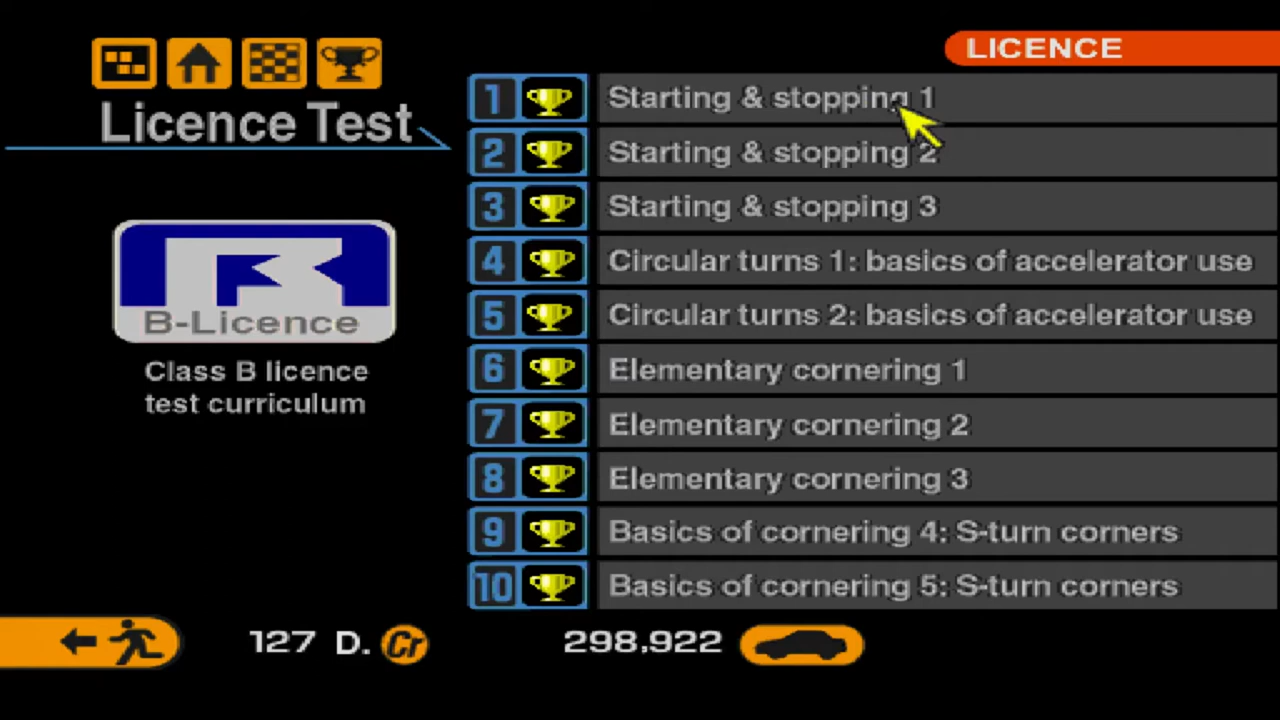 LICENCE
Licence Test
B-Licence
Class B licence
test curriculum
1 Starting & stopping 1
2 Starting & stopping 2
3 Starting & stopping 3
4 Circular turns 1: basics of accelerator use
5 Circular turns 2: basics of accelerator use
6 Elementary cornering 1
7 Elementary cornering 2
8 Elementary cornering 3
9 Basics of cornering 4: S-turn corners
10 Basics of cornering 5: S-turn corners
127 D. Cr 298,922